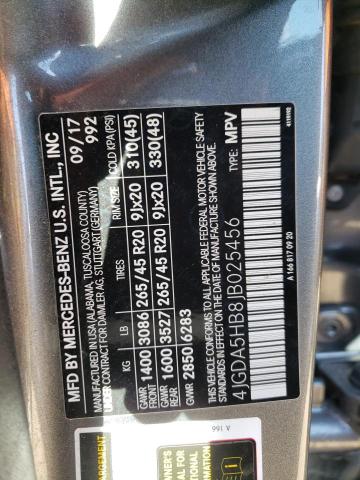 MFD BY MERCEDES-BENZ U.S. INTL., INC
MANUFACTURED IN USA (ALABAMA, TUSCALOOSA COUNTY)
UNDER CONTRACT FOR DAIMLER AG, STUTTGART (GERMANY)
09/17
992
KG LB TIRES RIM SIZE COLD KPA(PSI)
GAWR FRONT 1400 3086 265/45 R20 9Jx20 310(45)
GAWR REAR 1600 3527 265/45 R20 9Jx20 330(48)
GVWR 2850 6283
THIS VEHICLE CONFORMS TO ALL APPLICABLE FEDERAL MOTOR VEHICLE SAFETY
STANDARDS IN EFFECT ON THE DATE OF MANUFACTURE SHOWN ABOVE.
4JGDA5HB8JB025456
TYPE: MPV
A 166 817 09 20
A 166